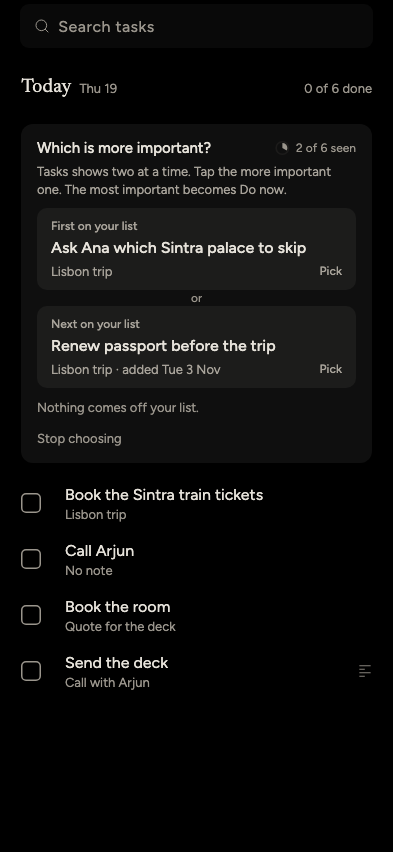 Search tasks
Today Thu 19 0 of 6 done
Which is more important? 2 of 6 seen
Tasks shows two at a time. Tap the more important
one. The most important becomes Do now.
First on your list
Ask Ana which Sintra palace to skip
Lisbon trip Pick
or
Next on your list
Renew passport before the trip
Lisbon trip · added Tue 3 Nov Pick
Nothing comes off your list.
Stop choosing
Book the Sintra train tickets
Lisbon trip
Call Arjun
No note
Book the room
Quote for the deck
Send the deck
Call with Arjun